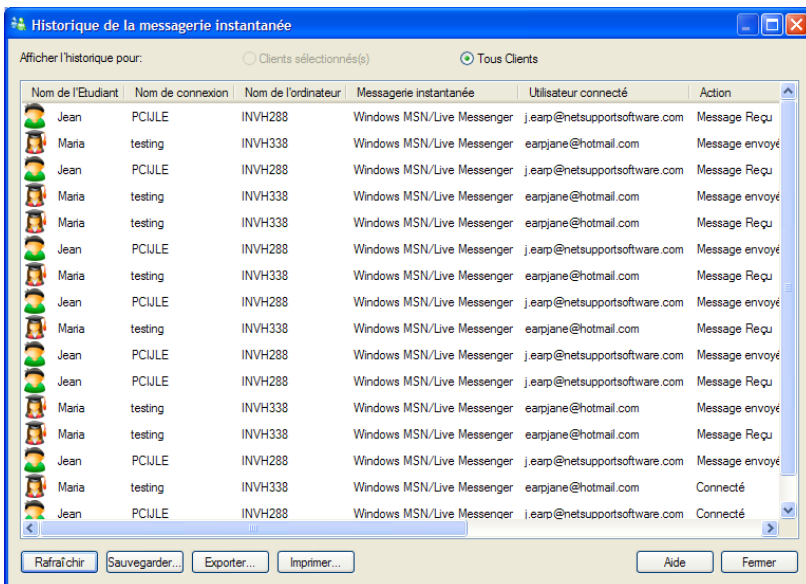 Historique de la messagerie instantanée
Afficher l'historique pour: Clients sélectionnés(s) Tous Clients
Nom de l'Etudiant Nom de connexion Nom de l'ordinateur Messagerie instantanée Utilisateur connecté Action
Jean PCIJLE INVH288 Windows MSN/Live Messenger j.earp@netsupportsoftware.com Message Reçu
Maria testing INVH338 Windows MSN/Live Messenger earpjane@hotmail.com Message envoyé
Jean PCIJLE INVH288 Windows MSN/Live Messenger j.earp@netsupportsoftware.com Message Reçu
Maria testing INVH338 Windows MSN/Live Messenger earpjane@hotmail.com Message envoyé
Maria testing INVH338 Windows MSN/Live Messenger earpjane@hotmail.com Message Reçu
Jean PCIJLE INVH288 Windows MSN/Live Messenger j.earp@netsupportsoftware.com Message envoyé
Maria testing INVH338 Windows MSN/Live Messenger earpjane@hotmail.com Message Reçu
Jean PCIJLE INVH288 Windows MSN/Live Messenger j.earp@netsupportsoftware.com Message envoyé
Maria testing INVH338 Windows MSN/Live Messenger earpjane@hotmail.com Message Reçu
Jean PCIJLE INVH288 Windows MSN/Live Messenger j.earp@netsupportsoftware.com Message envoyé
Jean PCIJLE INVH288 Windows MSN/Live Messenger j.earp@netsupportsoftware.com Message Reçu
Maria testing INVH338 Windows MSN/Live Messenger earpjane@hotmail.com Message envoyé
Maria testing INVH338 Windows MSN/Live Messenger earpjane@hotmail.com Message Reçu
Jean PCIJLE INVH288 Windows MSN/Live Messenger j.earp@netsupportsoftware.com Message envoyé
Maria testing INVH338 Windows MSN/Live Messenger earpjane@hotmail.com Connecté
Jean PCIJLE INVH288 Windows MSN/Live Messenger j.earp@netsupportsoftware.com Connecté
Rafraîchir Sauvegarder... Exporter... Imprimer... Aide Fermer